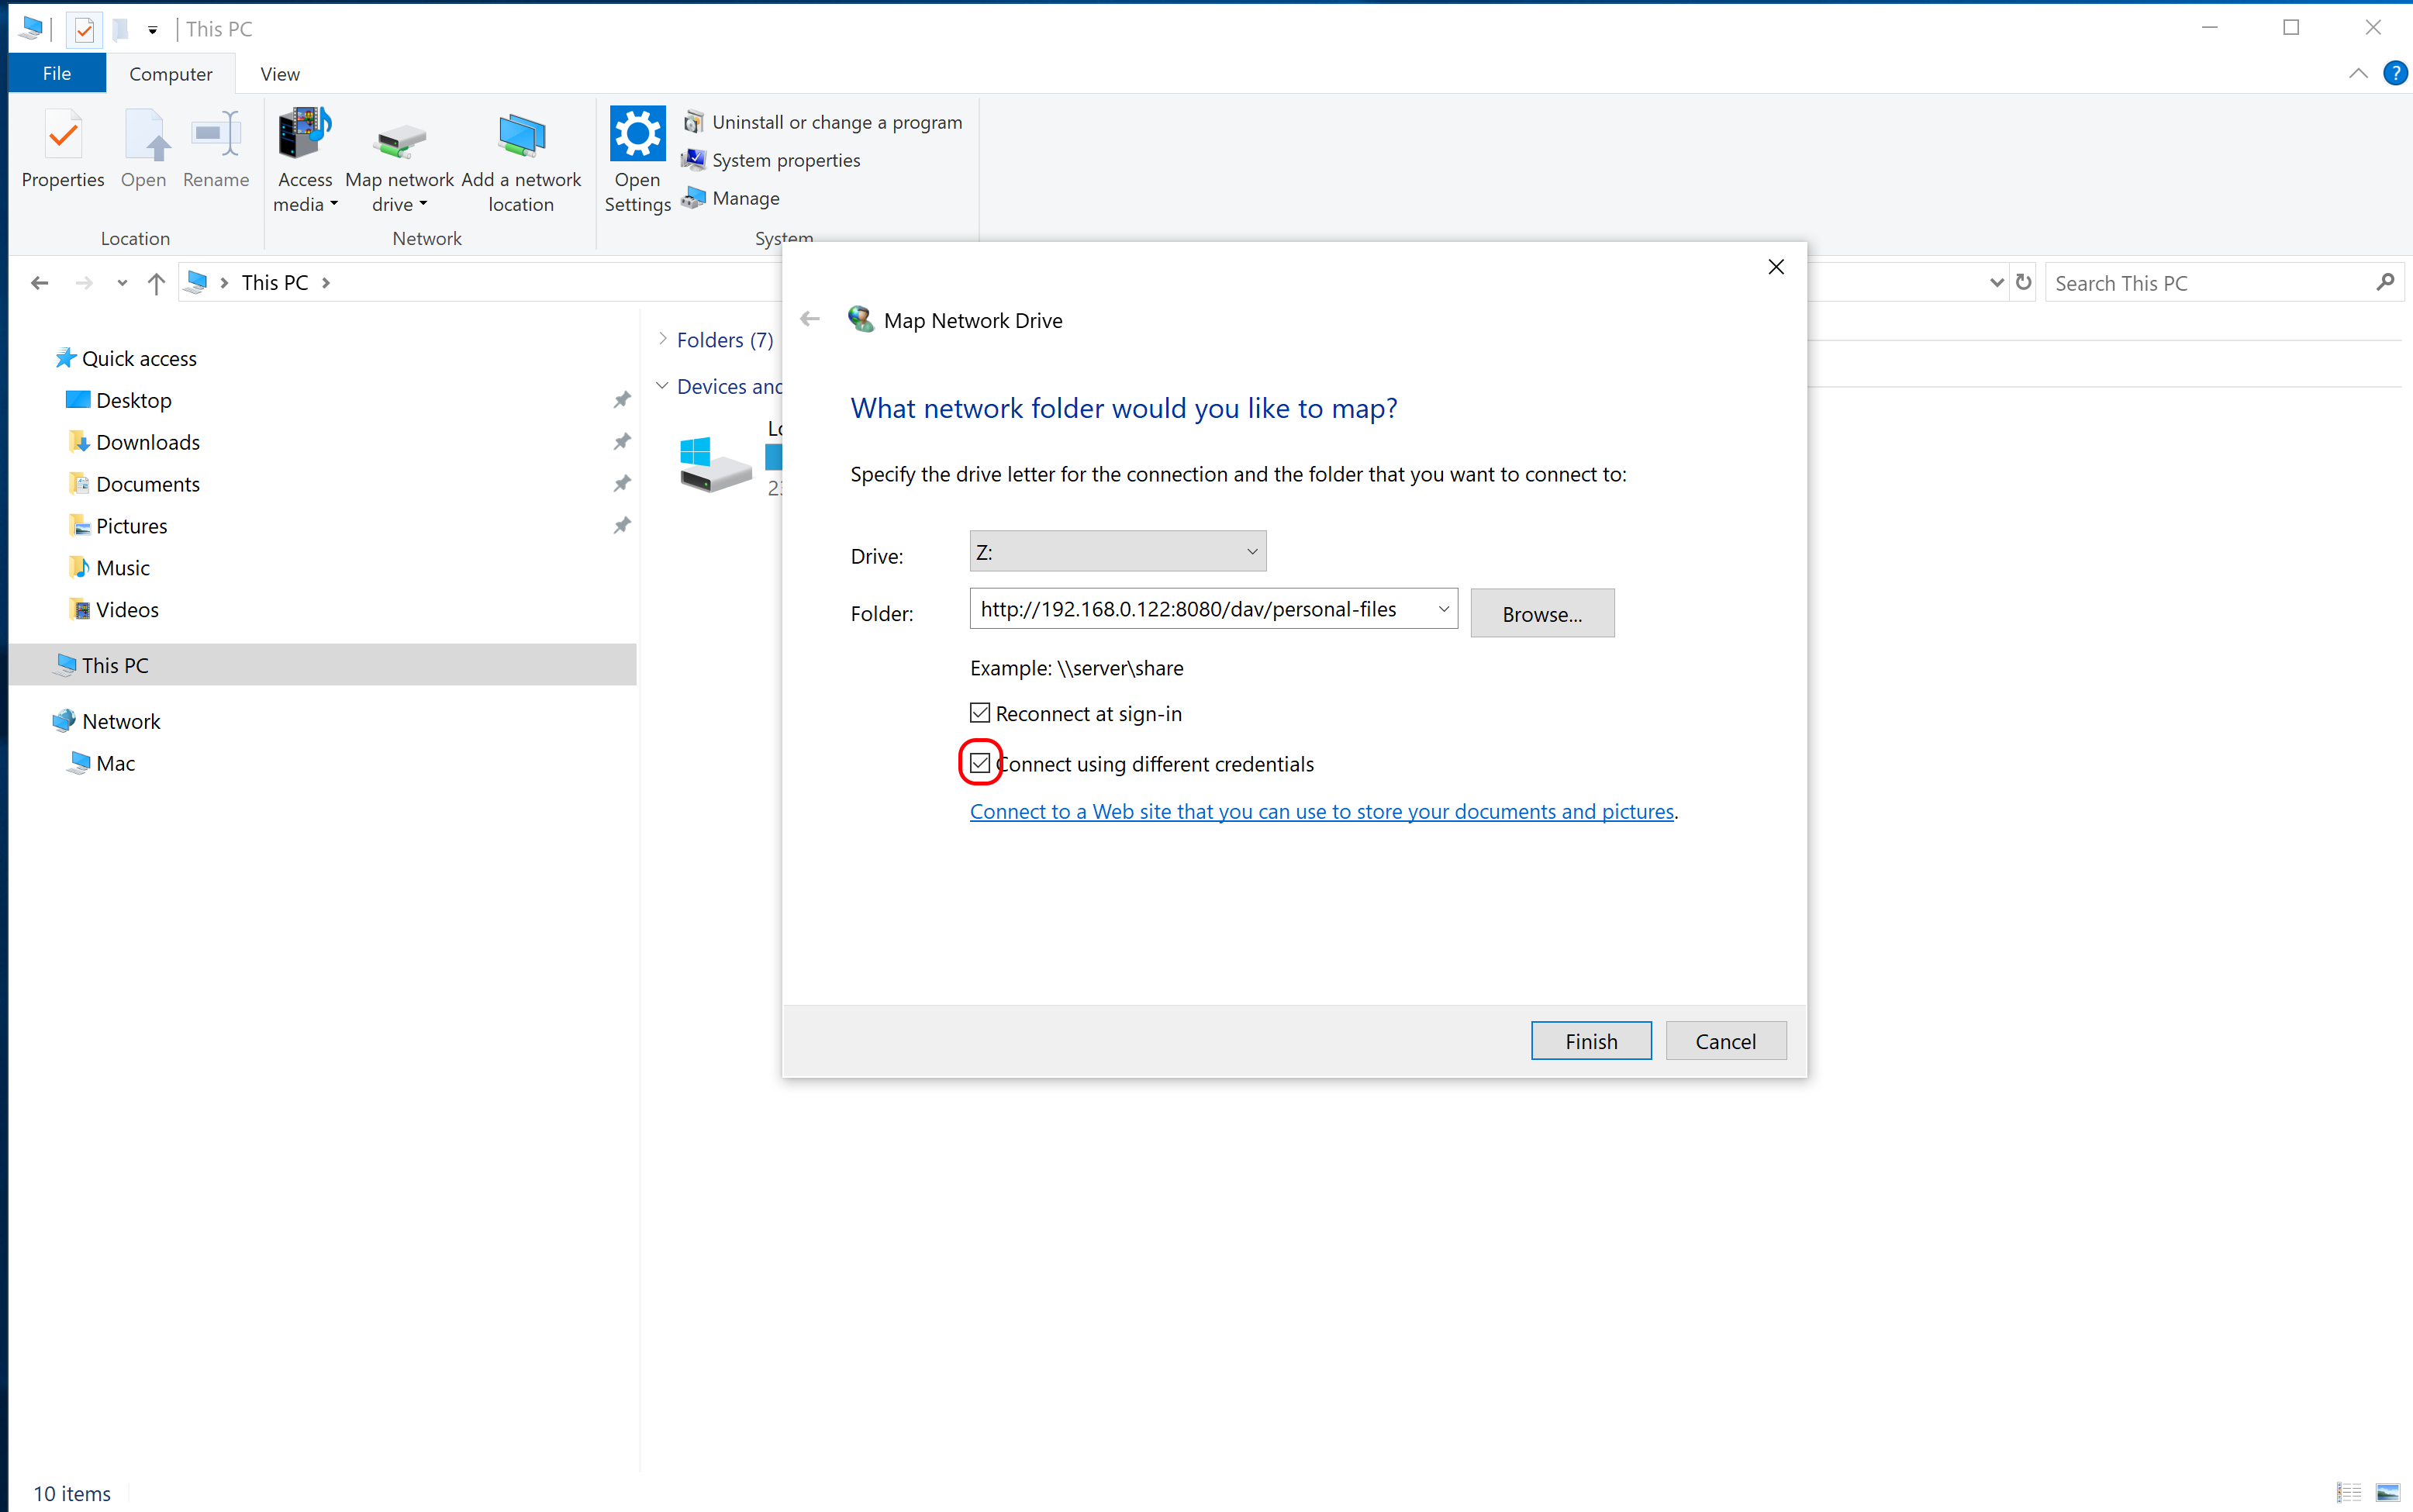 This PC
File
Computer
View
Properties
Open
Rename
Access media
Map network drive
Add a network location
Open Settings
Uninstall or change a program
System properties
Manage
Location
Network
System
This PC
Search This PC
Quick access
Desktop
Downloads
Documents
Pictures
Music
Videos
This PC
Network
Mac
Folders (7)
Devices and
Map Network Drive
What network folder would you like to map?
Specify the drive letter for the connection and the folder that you want to connect to:
Drive:
Z:
Folder:
http://192.168.0.122:8080/dav/personal-files
Browse...
Example: \\server\share
Reconnect at sign-in
Connect using different credentials
Connect to a Web site that you can use to store your documents and pictures.
Finish
Cancel
10 items